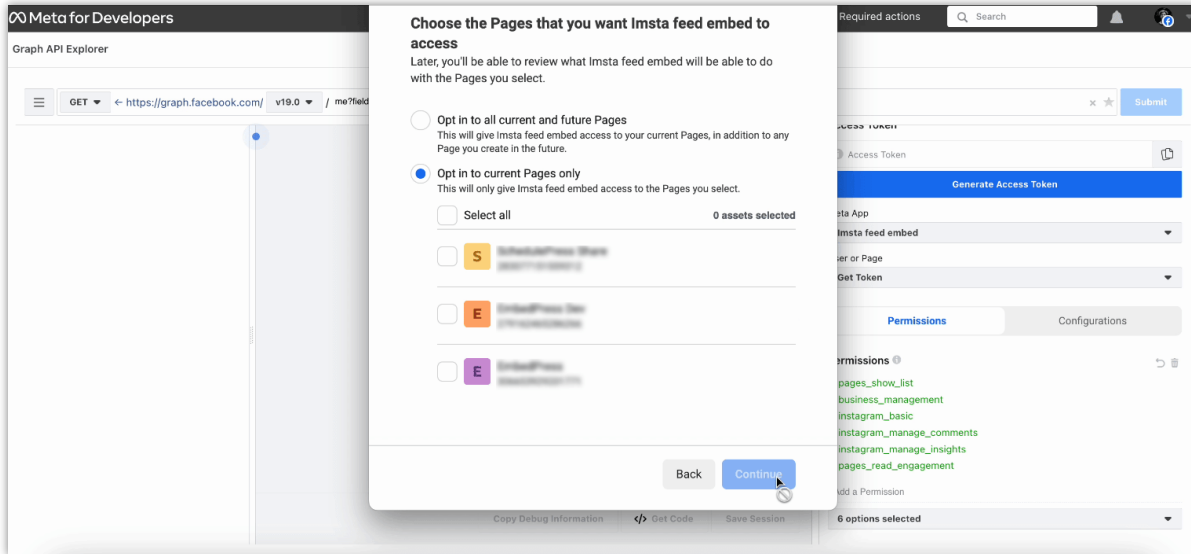 Meta for Developers
Required actions
Search
Graph API Explorer
GET
← https://graph.facebook.com/
v19.0
/ me?field
Submit
Choose the Pages that you want Imsta feed embed to
access
Later, you'll be able to review what Imsta feed embed will be able to do
with the Pages you select.
Opt in to all current and future Pages
This will give Imsta feed embed access to your current Pages, in addition to any
Page you create in the future.
Opt in to current Pages only
This will only give Imsta feed embed access to the Pages you select.
Select all
0 assets selected
S
E
E
Back
Continue
Copy Debug Information
</> Get Code
Save Session
Access Token
Access Token
Generate Access Token
eta App
Imsta feed embed
ser or Page
Get Token
Permissions
Configurations
ermissions
pages_show_list
business_management
instagram_basic
instagram_manage_comments
instagram_manage_insights
pages_read_engagement
dd a Permission
6 options selected